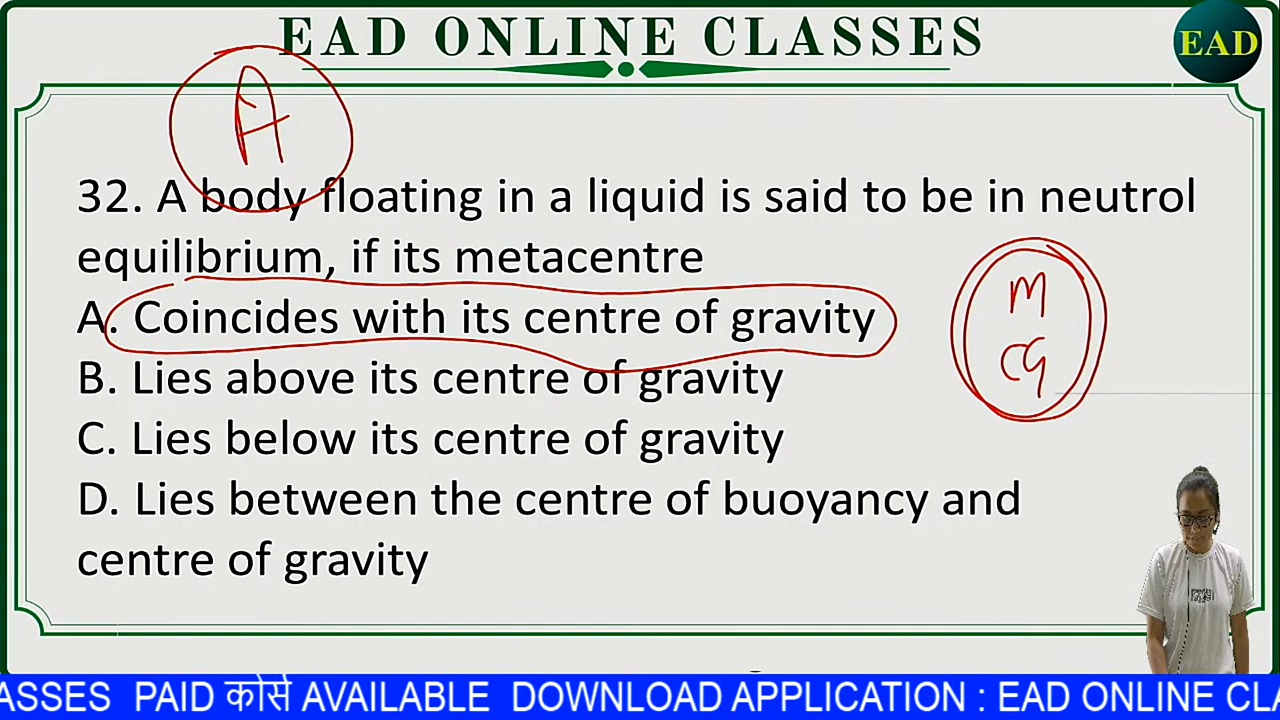 EAD ONLINE CLASSES
EAD
A
32. A body floating in a liquid is said to be in neutrol
equilibrium, if its metacentre
A. Coincides with its centre of gravity
B. Lies above its centre of gravity
C. Lies below its centre of gravity
D. Lies between the centre of buoyancy and
centre of gravity
M
CG
ASSES PAID कोर्स AVAILABLE DOWNLOAD APPLICATION : EAD ONLINE CLA